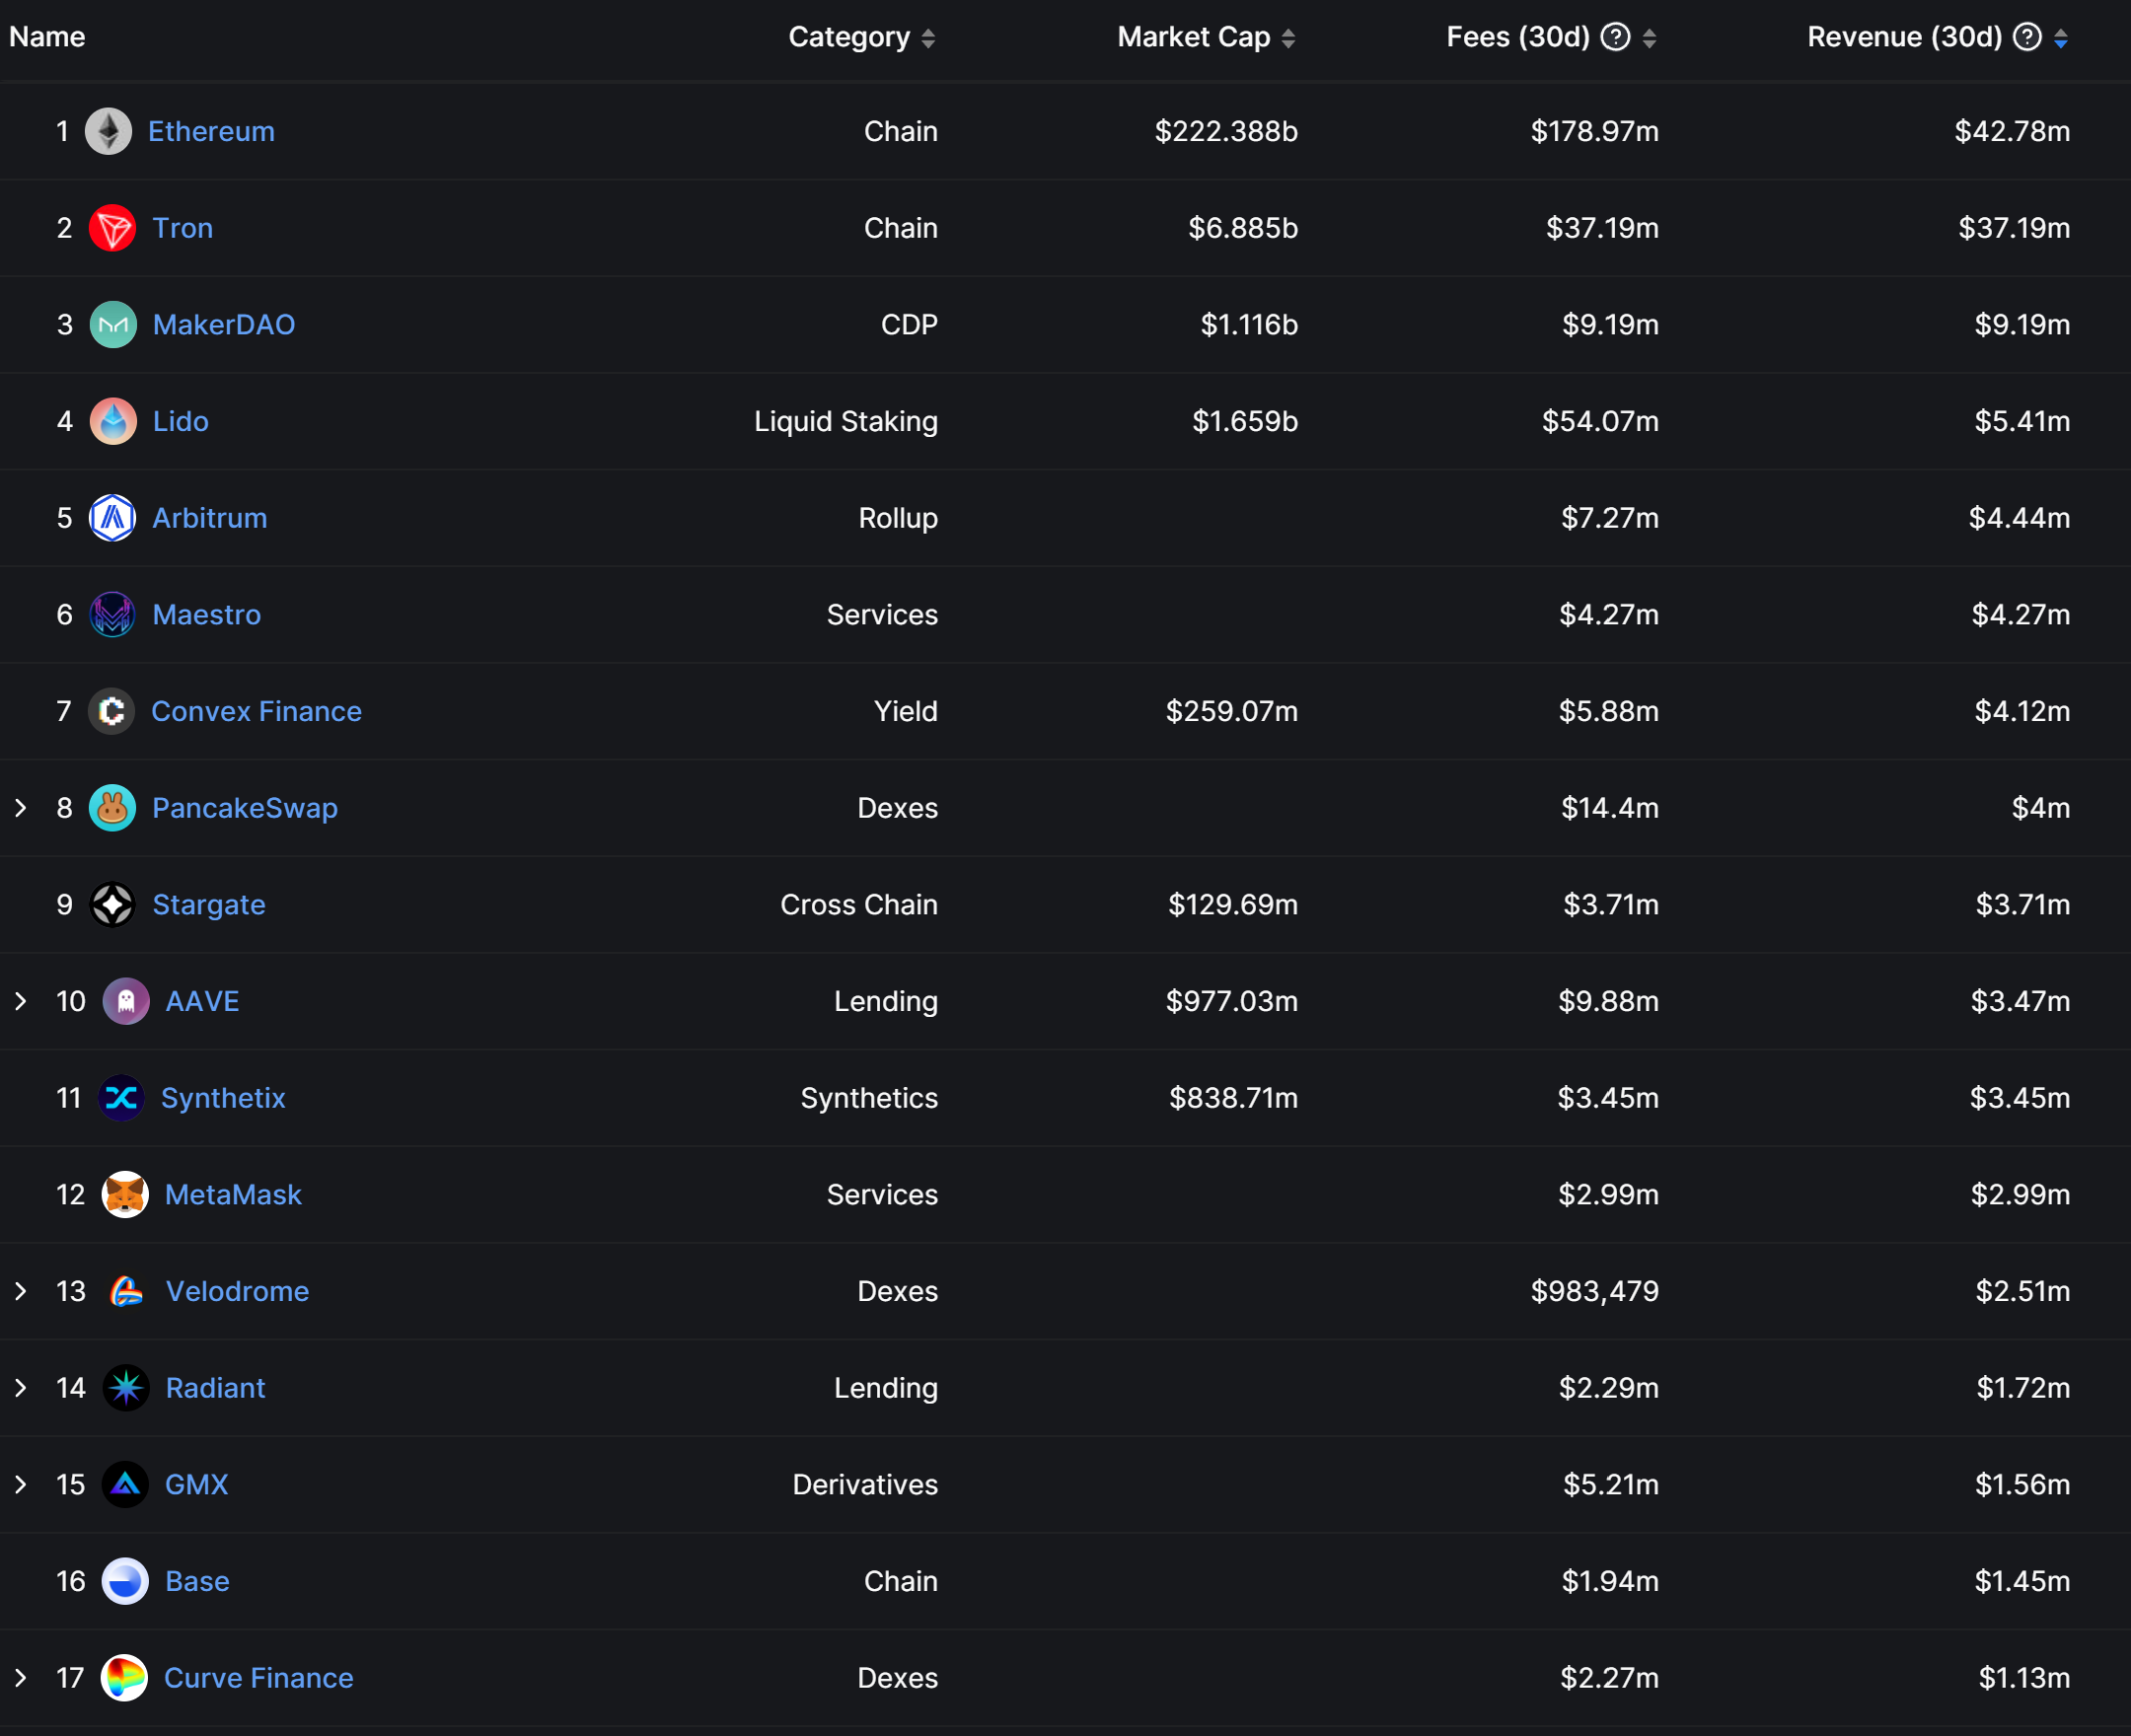 Name Category Market Cap Fees (30d) ? Revenue (30d) ?
1 Ethereum Chain $222.388b $178.97m $42.78m
2 Tron Chain $6.885b $37.19m $37.19m
3 MakerDAO CDP $1.116b $9.19m $9.19m
4 Lido Liquid Staking $1.659b $54.07m $5.41m
5 Arbitrum Rollup $7.27m $4.44m
6 Maestro Services $4.27m $4.27m
7 Convex Finance Yield $259.07m $5.88m $4.12m
8 PancakeSwap Dexes $14.4m $4m
9 Stargate Cross Chain $129.69m $3.71m $3.71m
10 AAVE Lending $977.03m $9.88m $3.47m
11 Synthetix Synthetics $838.71m $3.45m $3.45m
12 MetaMask Services $2.99m $2.99m
13 Velodrome Dexes $983,479 $2.51m
14 Radiant Lending $2.29m $1.72m
15 GMX Derivatives $5.21m $1.56m
16 Base Chain $1.94m $1.45m
17 Curve Finance Dexes $2.27m $1.13m